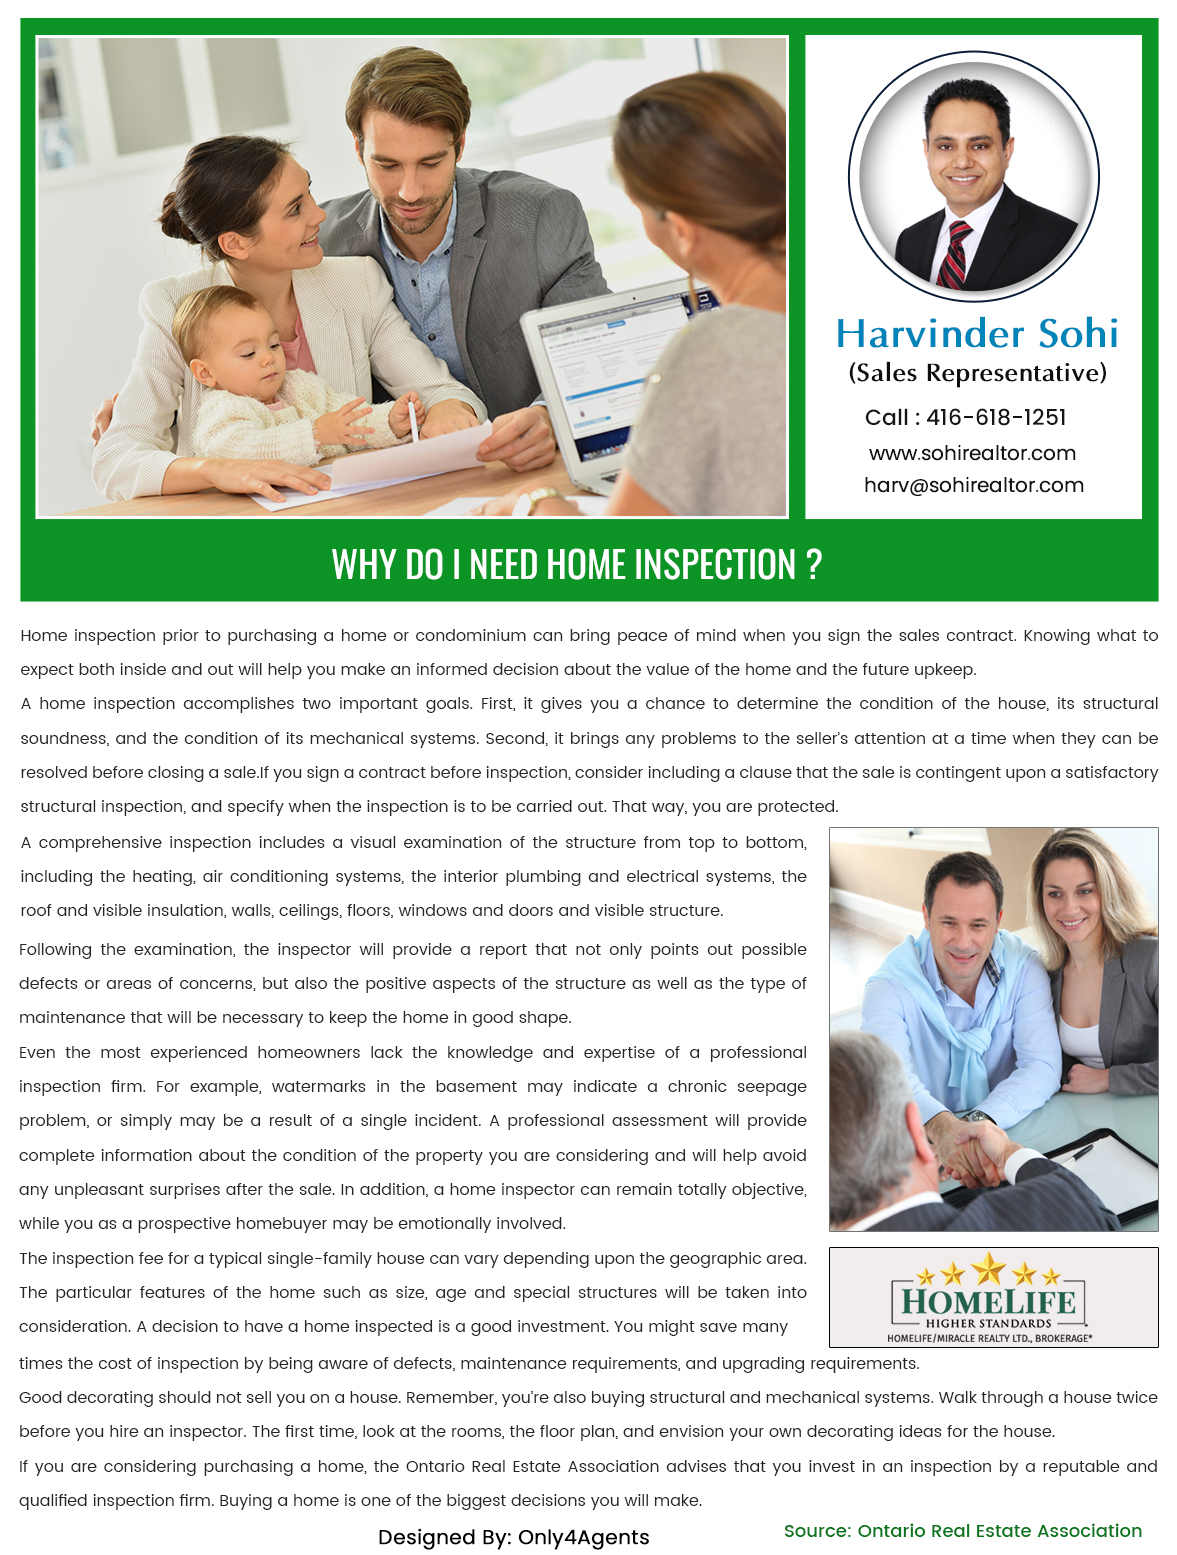 Harvinder Sohi
(Sales Representative)
Call : 416-618-1251
www.sohirealtor.com
harv@sohirealtor.com
WHY DO I NEED HOME INSPECTION ?
Home inspection prior to purchasing a home or condominium can bring peace of mind when you sign the sales contract. Knowing what to
expect both inside and out will help you make an informed decision about the value of the home and the future upkeep.
A home inspection accomplishes two important goals. First, it gives you a chance to determine the condition of the house, its structural
soundness, and the condition of its mechanical systems. Second, it brings any problems to the seller's attention at a time when they can be
resolved before closing a sale.If you sign a contract before inspection, consider including a clause that the sale is contingent upon a satisfactory
structural inspection, and specify when the inspection is to be carried out. That way, you are protected.
A comprehensive inspection includes a visual examination of the structure from top to bottom,
including the heating, air conditioning systems, the interior plumbing and electrical systems, the
roof and visible insulation, walls, ceilings, floors, windows and doors and visible structure.
Following the examination, the inspector will provide a report that not only points out possible
defects or areas of concerns, but also the positive aspects of the structure as well as the type of
maintenance that will be necessary to keep the home in good shape.
Even the most experienced homeowners lack the knowledge and expertise of a professional
inspection firm. For example, watermarks in the basement may indicate a chronic seepage
problem, or simply may be a result of a single incident. A professional assessment will provide
complete information about the condition of the property you are considering and will help avoid
any unpleasant surprises after the sale. In addition, a home inspector can remain totally objective,
while you as a prospective homebuyer may be emotionally involved.
The inspection fee for a typical single-family house can vary depending upon the geographic area.
The particular features of the home such as size, age and special structures will be taken into
consideration. A decision to have a home inspected is a good investment. You might save many
times the cost of inspection by being aware of defects, maintenance requirements, and upgrading requirements.
HOMELIFE
HIGHER STANDARDS
HOMELIFE/MIRACLE REALTY LTD., BROKERAGE*
Good decorating should not sell you on a house. Remember, you're also buying structural and mechanical systems. Walk through a house twice
before you hire an inspector. The first time, look at the rooms, the floor plan, and envision your own decorating ideas for the house.
If you are considering purchasing a home, the Ontario Real Estate Association advises that you invest in an inspection by a reputable and
qualified inspection firm. Buying a home is one of the biggest decisions you will make.
Designed By: Only4Agents
Source: Ontario Real Estate Association